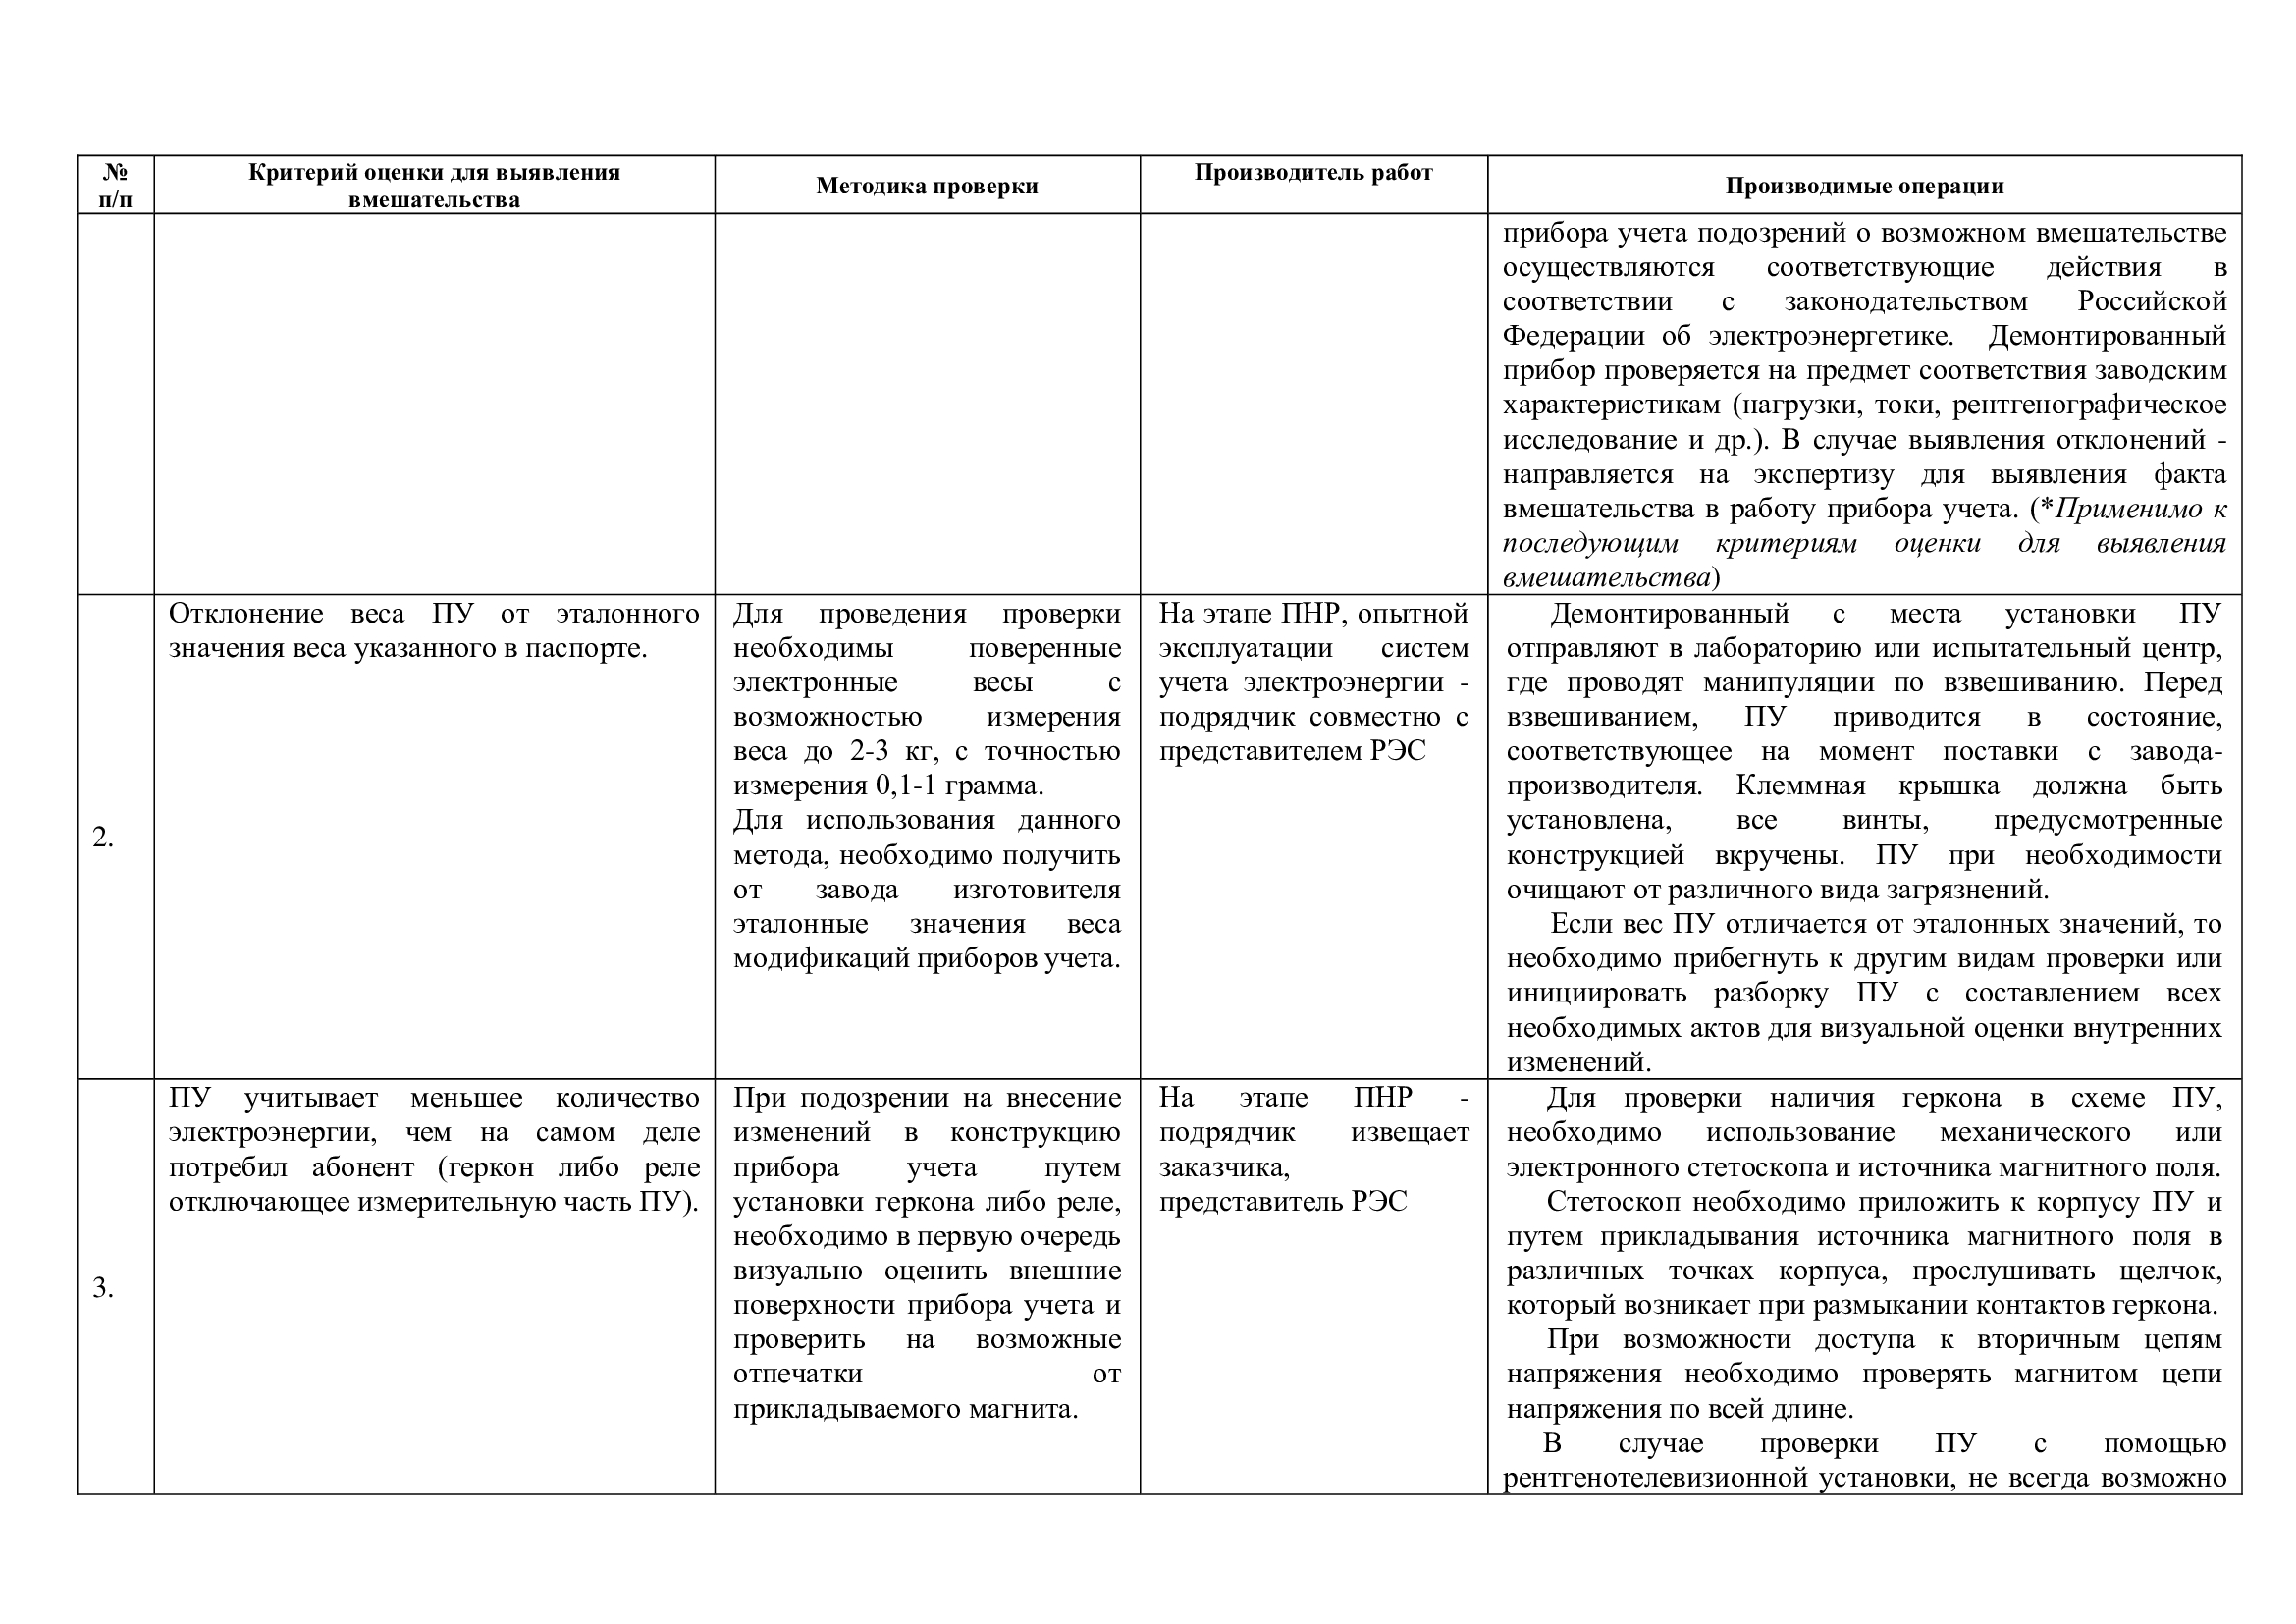 №
п/п
Критерий оценки для выявления
вмешательства
Методика проверки
Производитель работ
Производимые операции
прибора учета подозрений о возможном вмешательстве
осуществляются соответствующие действия в
соответствии с законодательством Российской
Федерации об электроэнергетике. Демонтированный
прибор проверяется на предмет соответствия заводским
характеристикам (нагрузки, токи, рентгенографическое
исследование и др.). В случае выявления отклонений -
направляется на экспертизу для выявления факта
вмешательства в работу прибора учета. (*Применимо к
последующим критериям оценки для выявления
вмешательства)
2.
Отклонение веса ПУ от эталонного
значения веса указанного в паспорте.
Для проведения проверки
необходимы поверенные
электронные весы с
возможностью измерения
веса до 2-3 кг, с точностью
измерения 0,1-1 грамма.
Для использования данного
метода, необходимо получить
от завода изготовителя
эталонные значения веса
модификаций приборов учета.
На этапе ПНР, опытной
эксплуатации систем
учета электроэнергии -
подрядчик совместно с
представителем РЭС
Демонтированный с места установки ПУ
отправляют в лабораторию или испытательный центр,
где проводят манипуляции по взвешиванию. Перед
взвешиванием, ПУ приводится в состояние,
соответствующее на момент поставки с завода-
производителя. Клеммная крышка должна быть
установлена, все винты, предусмотренные
конструкцией вкручены. ПУ при необходимости
очищают от различного вида загрязнений.
Если вес ПУ отличается от эталонных значений, то
необходимо прибегнуть к другим видам проверки или
инициировать разборку ПУ с составлением всех
необходимых актов для визуальной оценки внутренних
изменений.
3.
ПУ учитывает меньшее количество
электроэнергии, чем на самом деле
потребил абонент (геркон либо реле
отключающее измерительную часть ПУ).
При подозрении на внесение
изменений в конструкцию
прибора учета путем
установки геркона либо реле,
необходимо в первую очередь
визуально оценить внешние
поверхности прибора учета и
проверить на возможные
отпечатки от
прикладываемого магнита.
На этапе ПНР -
подрядчик извещает
заказчика,
представитель РЭС
Для проверки наличия геркона в схеме ПУ,
необходимо использование механического или
электронного стетоскопа и источника магнитного поля.
Стетоскоп необходимо приложить к корпусу ПУ и
путем прикладывания источника магнитного поля в
различных точках корпуса, прослушивать щелчок,
который возникает при размыкании контактов геркона.
При возможности доступа к вторичным цепям
напряжения необходимо проверять магнитом цепи
напряжения по всей длине.
В случае проверки ПУ с помощью
рентгенотелевизионной установки, не всегда возможно